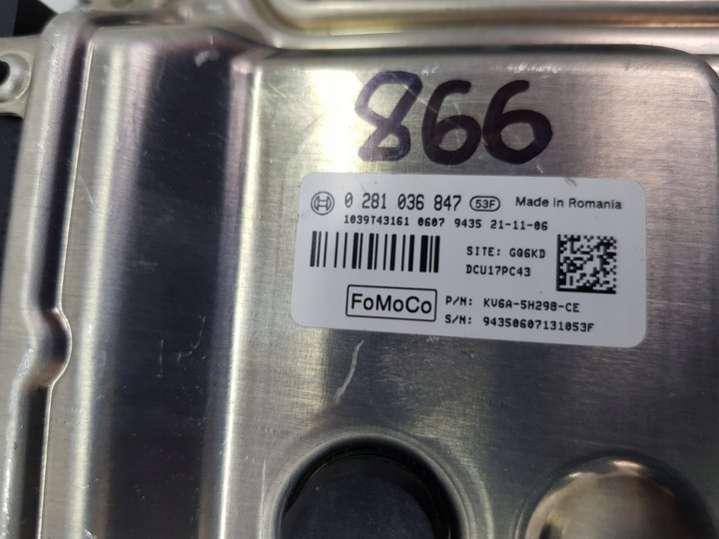 866
0 281 036 847 53F Made in Romania
1039T43161 0607 9435 21-11-06
SITE: GQ6KD
DCU17PC43
FoMoCo
P/N: KV6A-5H298-CE
S/N: 94350607131053F